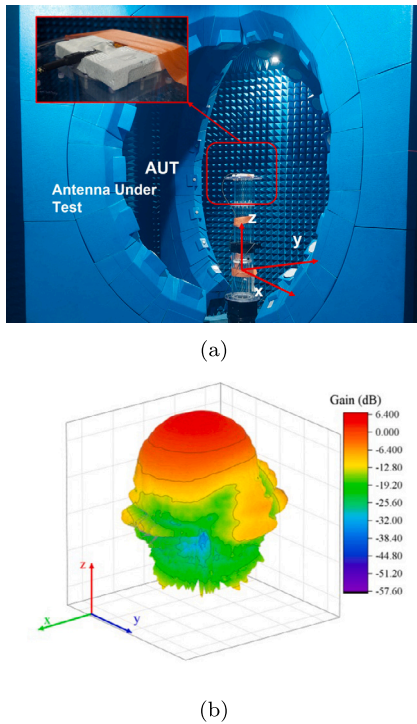 AUT
Antenna Under
Test
z
y
x
(a)
Gain (dB)
6.400
0.000
-6.400
-12.80
-19.20
-25.60
-32.00
-38.40
-44.80
-51.20
-57.60
z
x
y
(b)